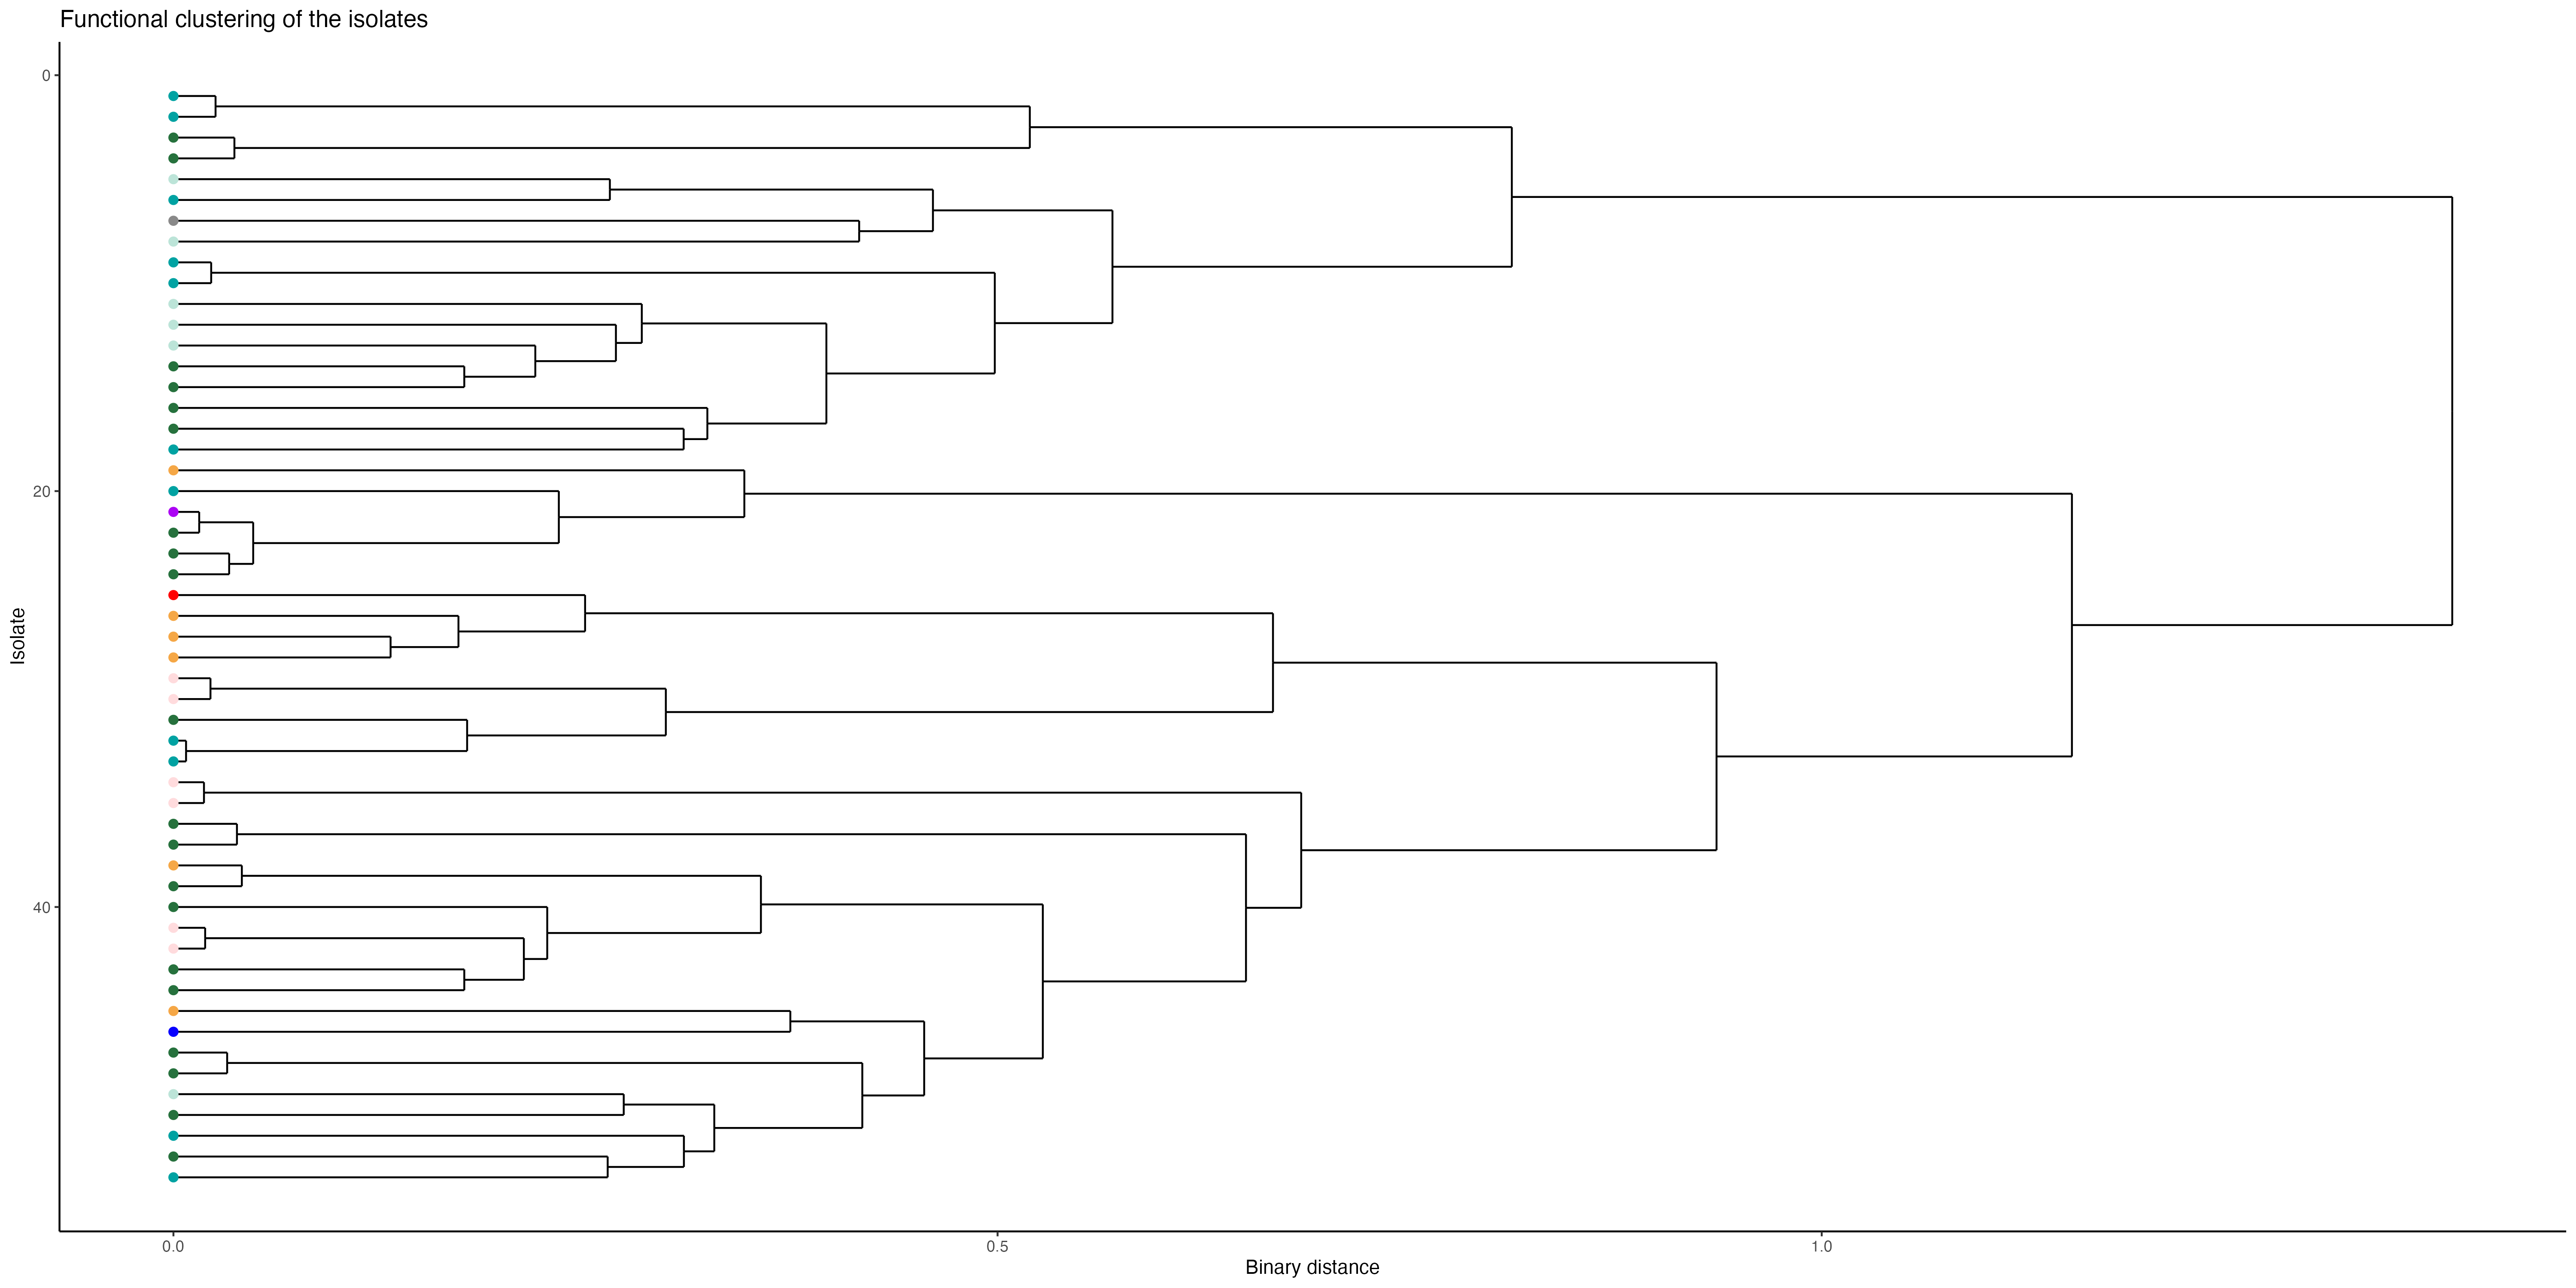 Functional clustering of the isolates
0
20
40
Isolate
0.0
0.5
1.0
Binary distance